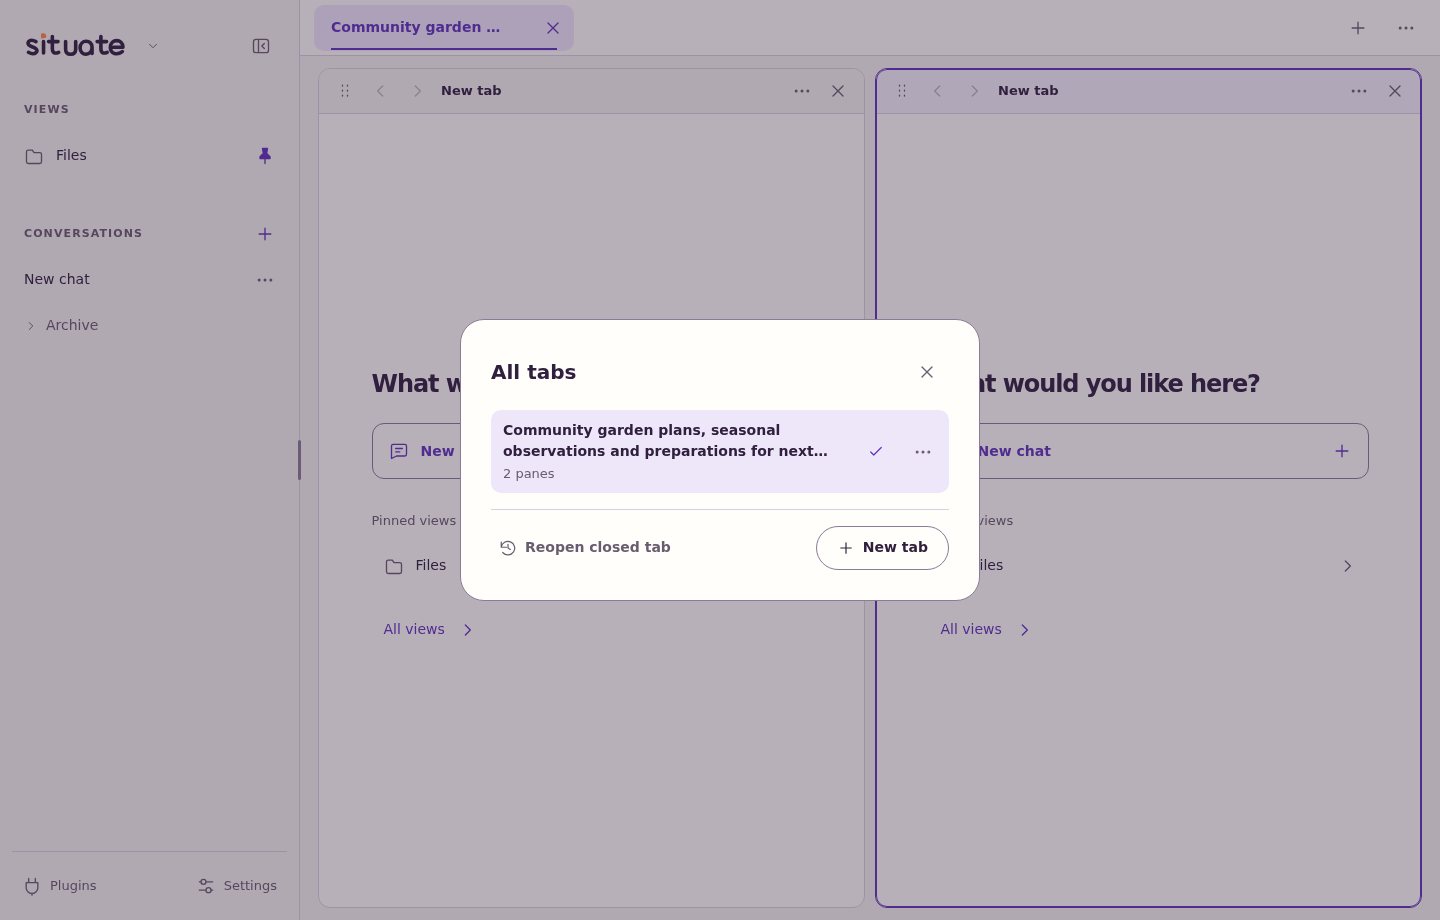 situate
Community garden …
VIEWS
Files
CONVERSATIONS
New chat
Archive
Plugins
Settings
New tab
What w
New
Pinned views
Files
All views
New tab
at would you like here?
New chat
views
iles
All views
All tabs
Community garden plans, seasonal
observations and preparations for next…
2 panes
Reopen closed tab
New tab